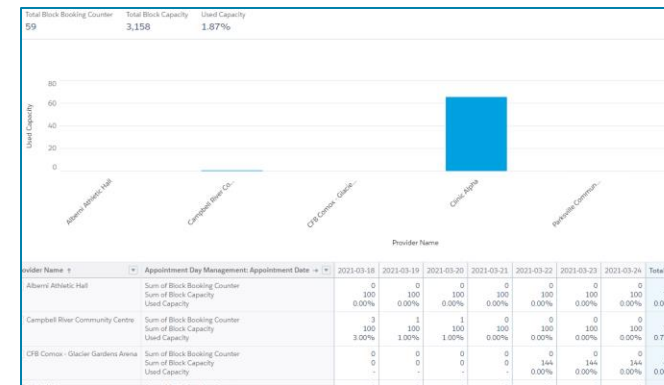 Total Block Booking Counter Total Block Capacity Used Capacity
59 3,158 1.87%
80
60
40
20
0
Used Capacity
Alberni Athletic Hall
Campbell River Co...
CFB Comox - Glacie...
Clinic Alpha
Parksville Commun...
Provider Name
ovider Name ↑ Appointment Day Management: Appointment Date → 2021-03-18 2021-03-19 2021-03-20 2021-03-21 2021-03-22 2021-03-23 2021-03-24 Total
Alberni Athletic Hall Sum of Block Booking Counter 0 0 0 0 0 0 0
Sum of Block Capacity 100 100 100 100 100 100 100
Used Capacity 0.00% 0.00% 0.00% 0.00% 0.00% 0.00% 0.00% 0.0
Campbell River Community Centre Sum of Block Booking Counter 3 1 1 0 0 0 0
Sum of Block Capacity 100 100 100 100 100 100 100
Used Capacity 3.00% 1.00% 1.00% 0.00% 0.00% 0.00% 0.00% 0.7
CFB Comox - Glacier Gardens Arena Sum of Block Booking Counter 0 0 0 0 0 0 0
Sum of Block Capacity 0 0 0 0 144 144 144
Used Capacity - - - - 0.00% 0.00% 0.00% 0.0